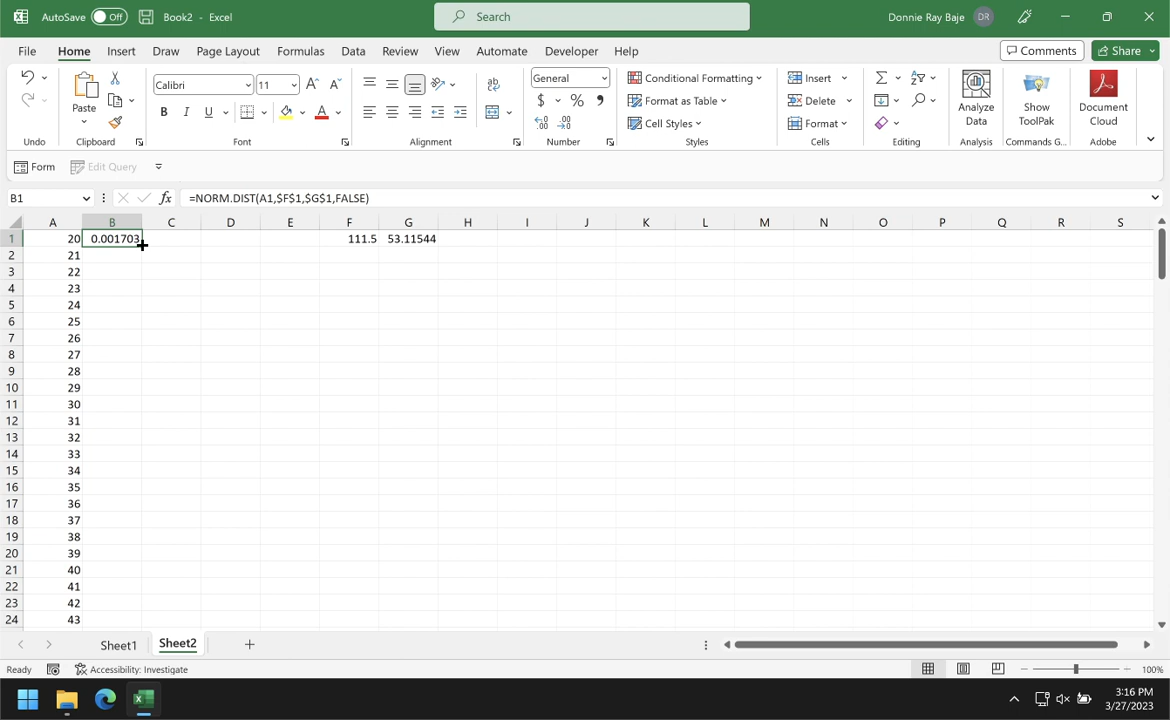 AutoSave Off Book2 - Excel Search Donnie Ray Baje DR
File Home Insert Draw Page Layout Formulas Data Review View Automate Developer Help Comments Share
Calibri 11 General Conditional Formatting Insert
Paste $ % Format as Table Delete Analyze Data Show ToolPak Document Cloud
B I U A Cell Styles Format
Undo Clipboard Font Alignment Number Styles Cells Editing Analysis Commands G... Adobe
Form Edit Query
B1 fx =NORM.DIST(A1,$F$1,$G$1,FALSE)
A B C D E F G H I J K L M N O P Q R S
1 20 0.001703 111.5 53.11544
2 21
3 22
4 23
5 24
6 25
7 26
8 27
9 28
10 29
11 30
12 31
13 32
14 33
15 34
16 35
17 36
18 37
19 38
20 39
21 40
22 41
23 42
24 43
Sheet1 Sheet2
Ready Accessibility: Investigate 100%
3:16 PM
3/27/2023